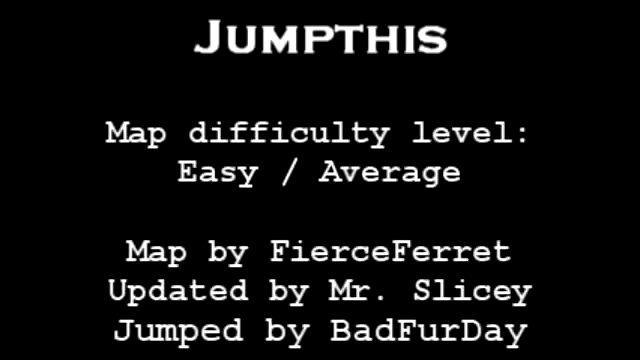 Jumpthis
Map difficulty level:
Easy / Average
Map by FierceFerret
Updated by Mr. Slicey
Jumped by BadFurDay